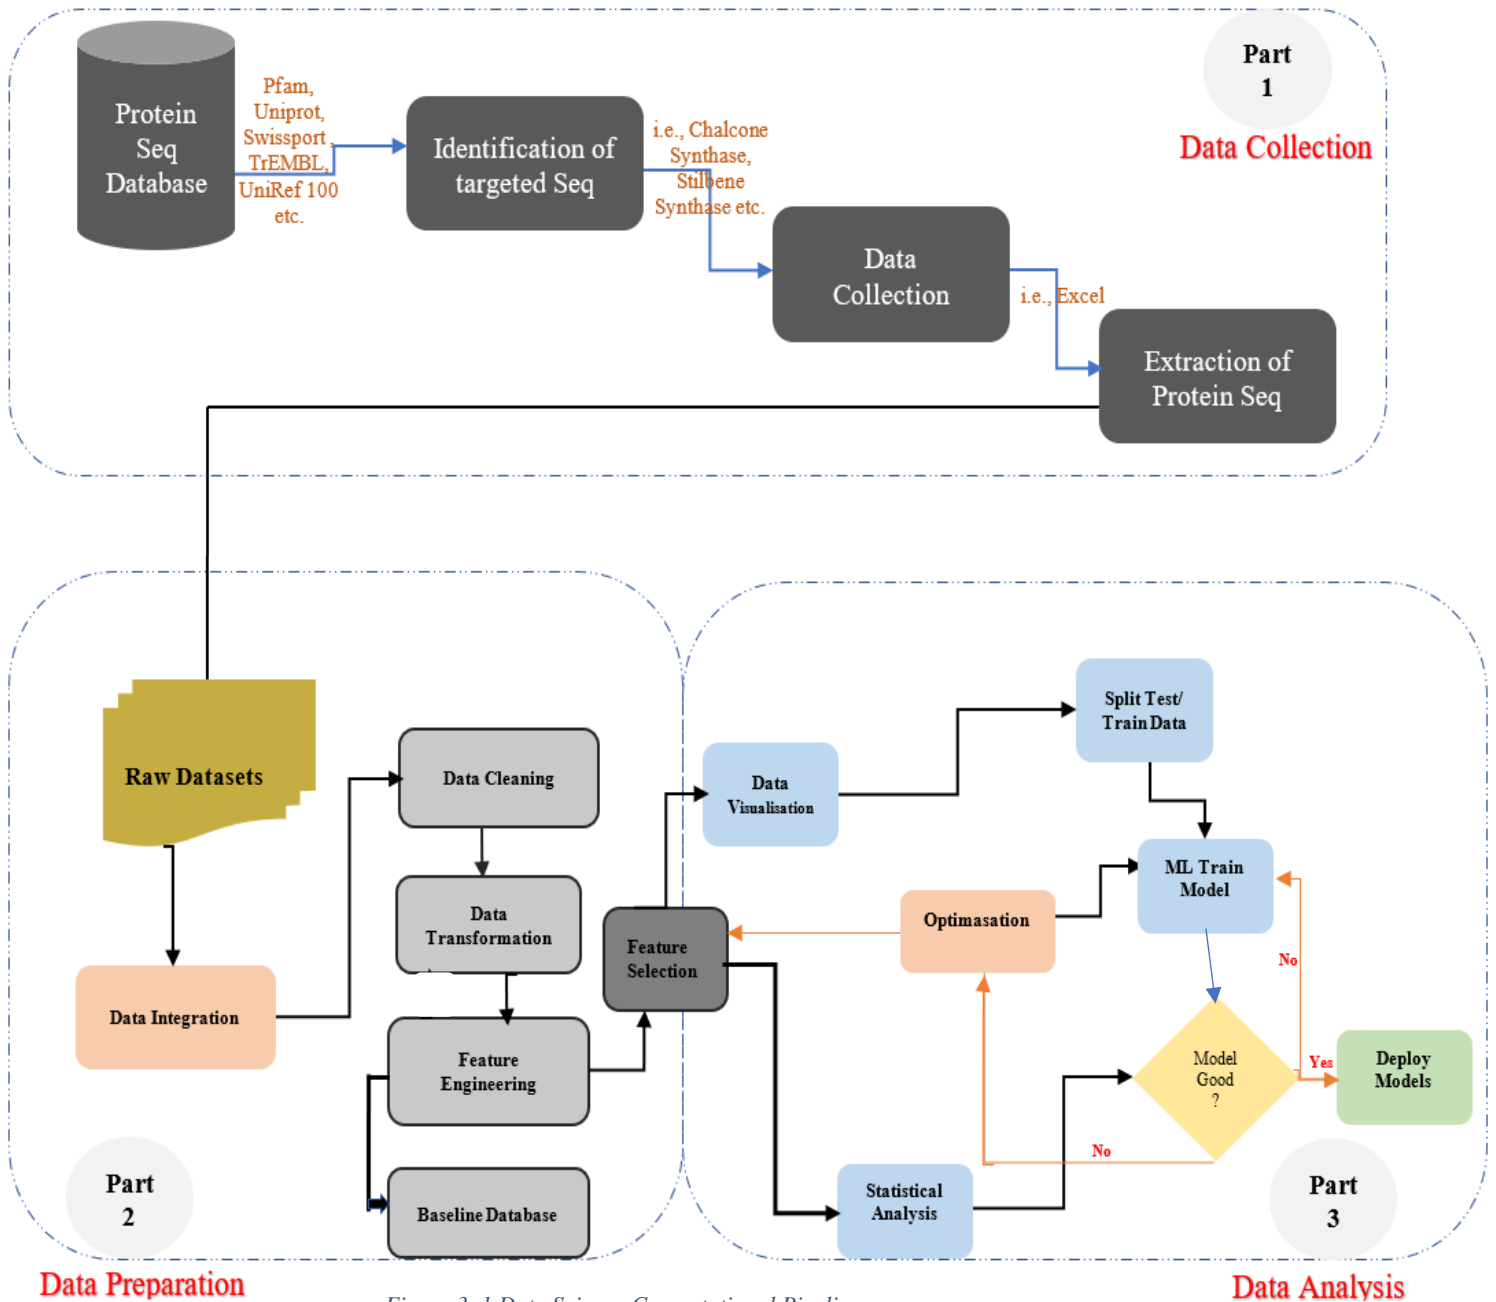 Part
1
Data Collection
Protein
Seq
Database
Pfam,
Uniprot,
Swissport ,
TrEMBL,
UniRef 100
etc.
Identification of
targeted Seq
i.e., Chalcone
Synthase,
Stilbene
Synthase etc.
Data
Collection
i.e., Excel
Extraction of
Protein Seq
Raw Datasets
Data Integration
Data Cleaning
Data
Transformation
Feature
Engineering
Baseline Database
Feature
Selection
Part
2
Data Preparation
Data
Visualisation
Split Test/
Train Data
ML Train
Model
Optimasation
No
Model
Good
?
Yes
Deploy
Models
No
Statistical
Analysis
Part
3
Data Analysis